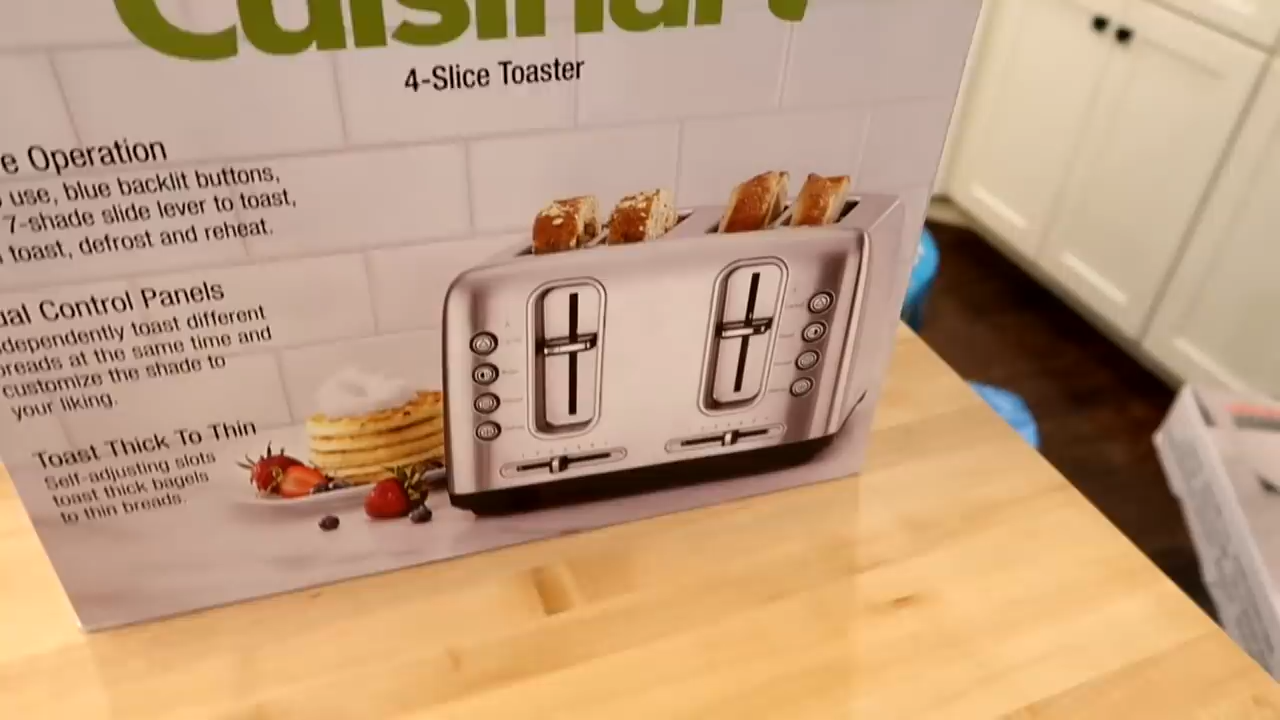 Cuisinart
4-Slice Toaster
e Operation
use, blue backlit buttons,
7-shade slide lever to toast,
toast, defrost and reheat.
ual Control Panels
dependently toast different
breads at the same time and
customize the shade to
your liking.
Toast Thick To Thin
Self-adjusting slots
toast thick bagels
to thin breads.